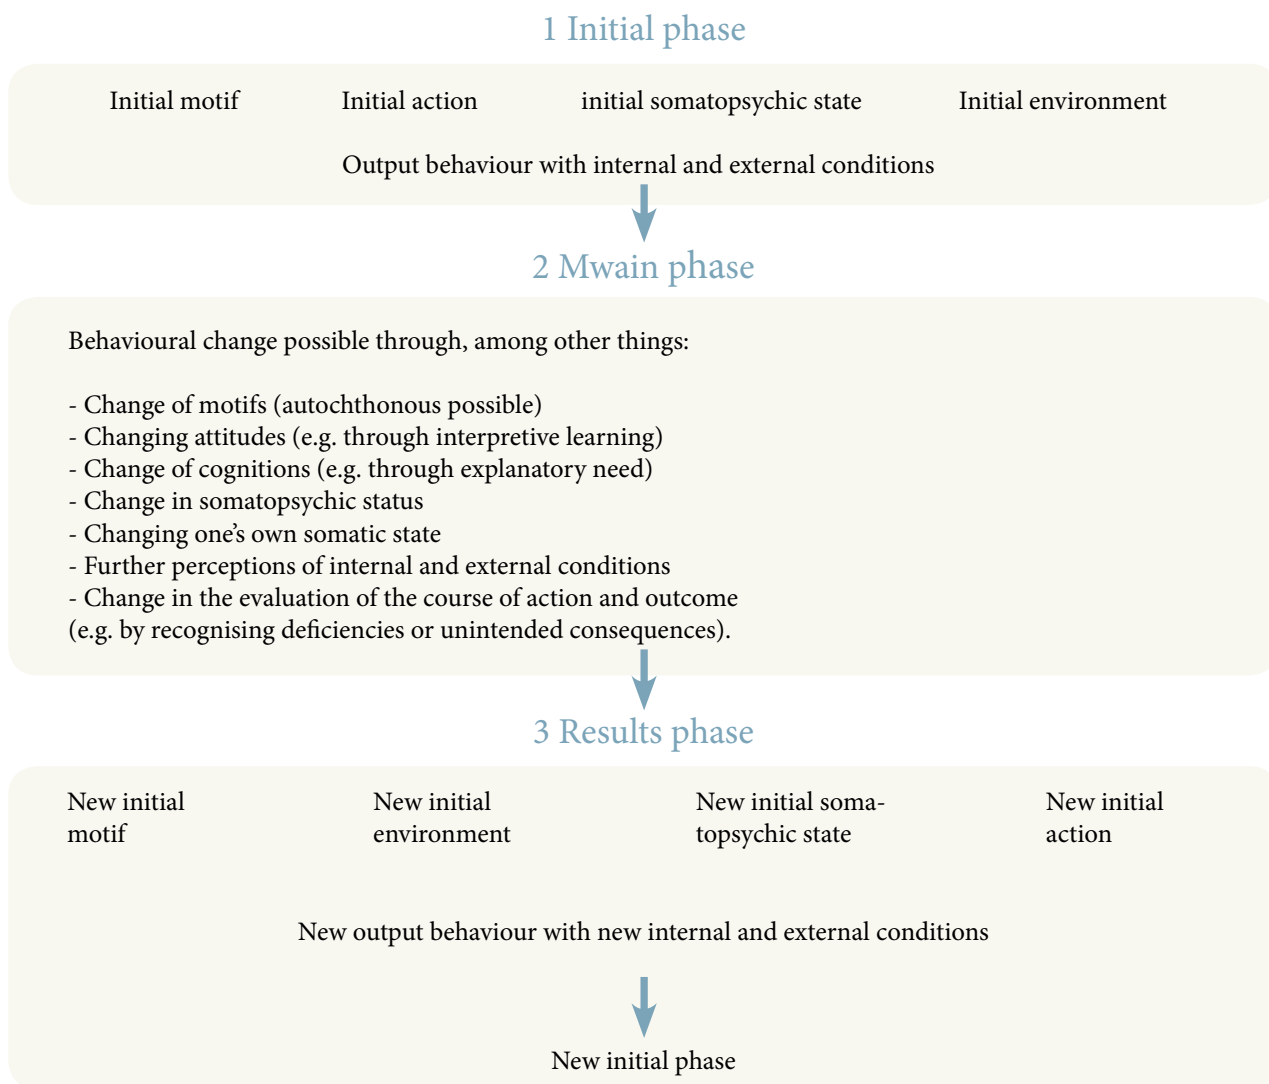 1 Initial phase
Initial motif Initial action initial somatopsychic state Initial environment
Output behaviour with internal and external conditions
2 Mwain phase
Behavioural change possible through, among other things:
- Change of motifs (autochthonous possible)
- Changing attitudes (e.g. through interpretive learning)
- Change of cognitions (e.g. through explanatory need)
- Change in somatopsychic status
- Changing one’s own somatic state
- Further perceptions of internal and external conditions
- Change in the evaluation of the course of action and outcome
(e.g. by recognising deficiencies or unintended consequences).
3 Results phase
New initial
motif
New initial
environment
New initial soma-
topsychic state
New initial
action
New output behaviour with new internal and external conditions
New initial phase